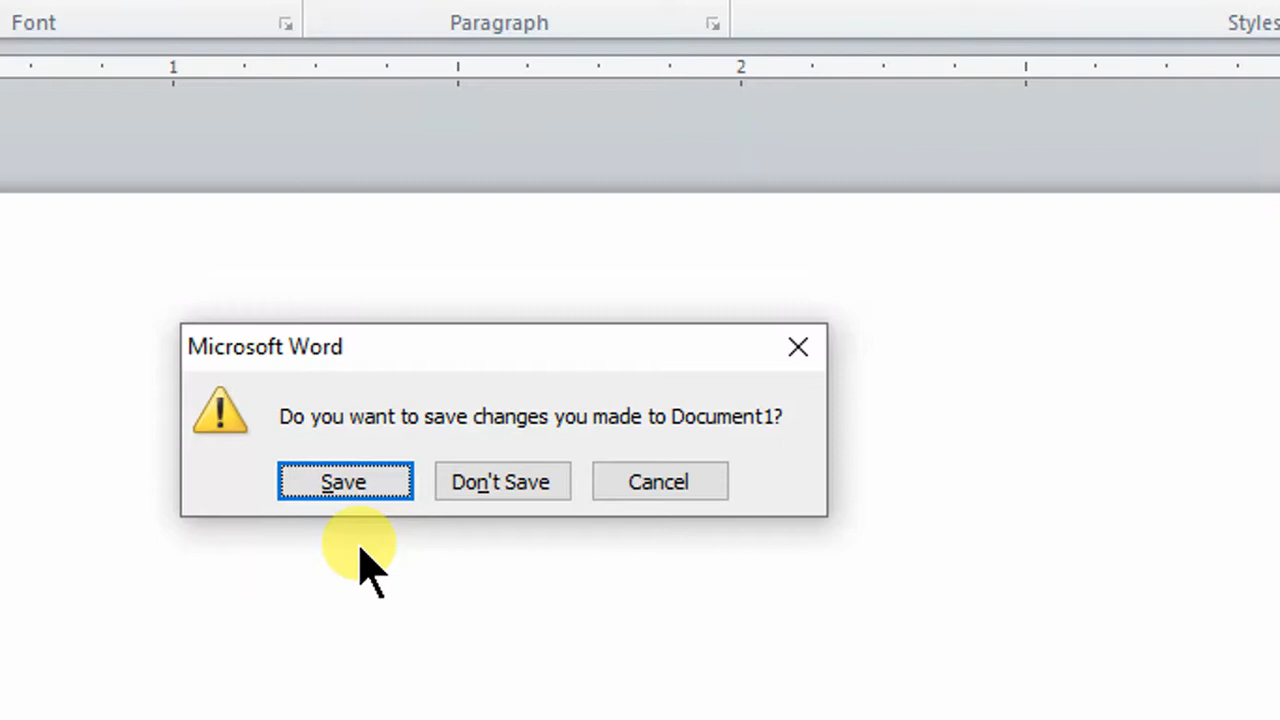 Font Paragraph Styles
1 2
Microsoft Word
Do you want to save changes you made to Document1?
Save Don't Save Cancel